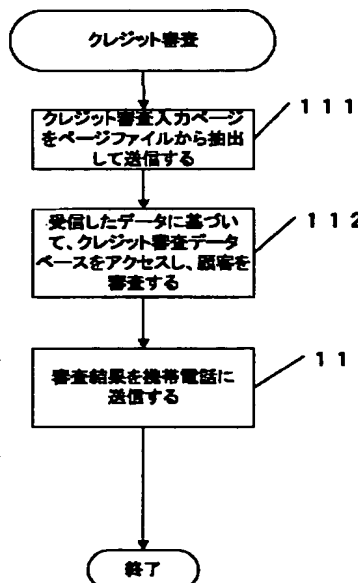 クレジット審査
クレジット審査入力ページ
をページファイルから抽出
して送信する
111
受信したデータに基づい
て、クレジット審査データ
ベースをアクセスし、顧客を
審査する
112
審査結果を携帯電話に
送信する
11
終了